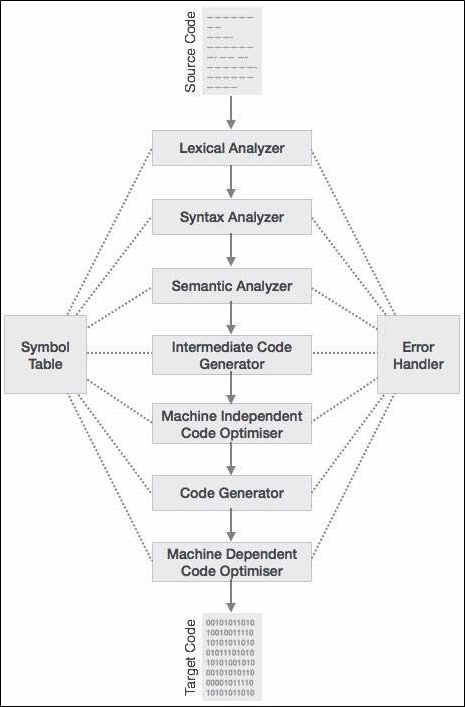 Source Code
Lexical Analyzer
Syntax Analyzer
Semantic Analyzer
Symbol
Table
Intermediate Code
Generator
Error
Handler
Machine Independent
Code Optimiser
Code Generator
Machine Dependent
Code Optimiser
Target Code
00101011010
10010011110
10101011010
01011101010
10101001010
00101010110
00001011110
10101011010